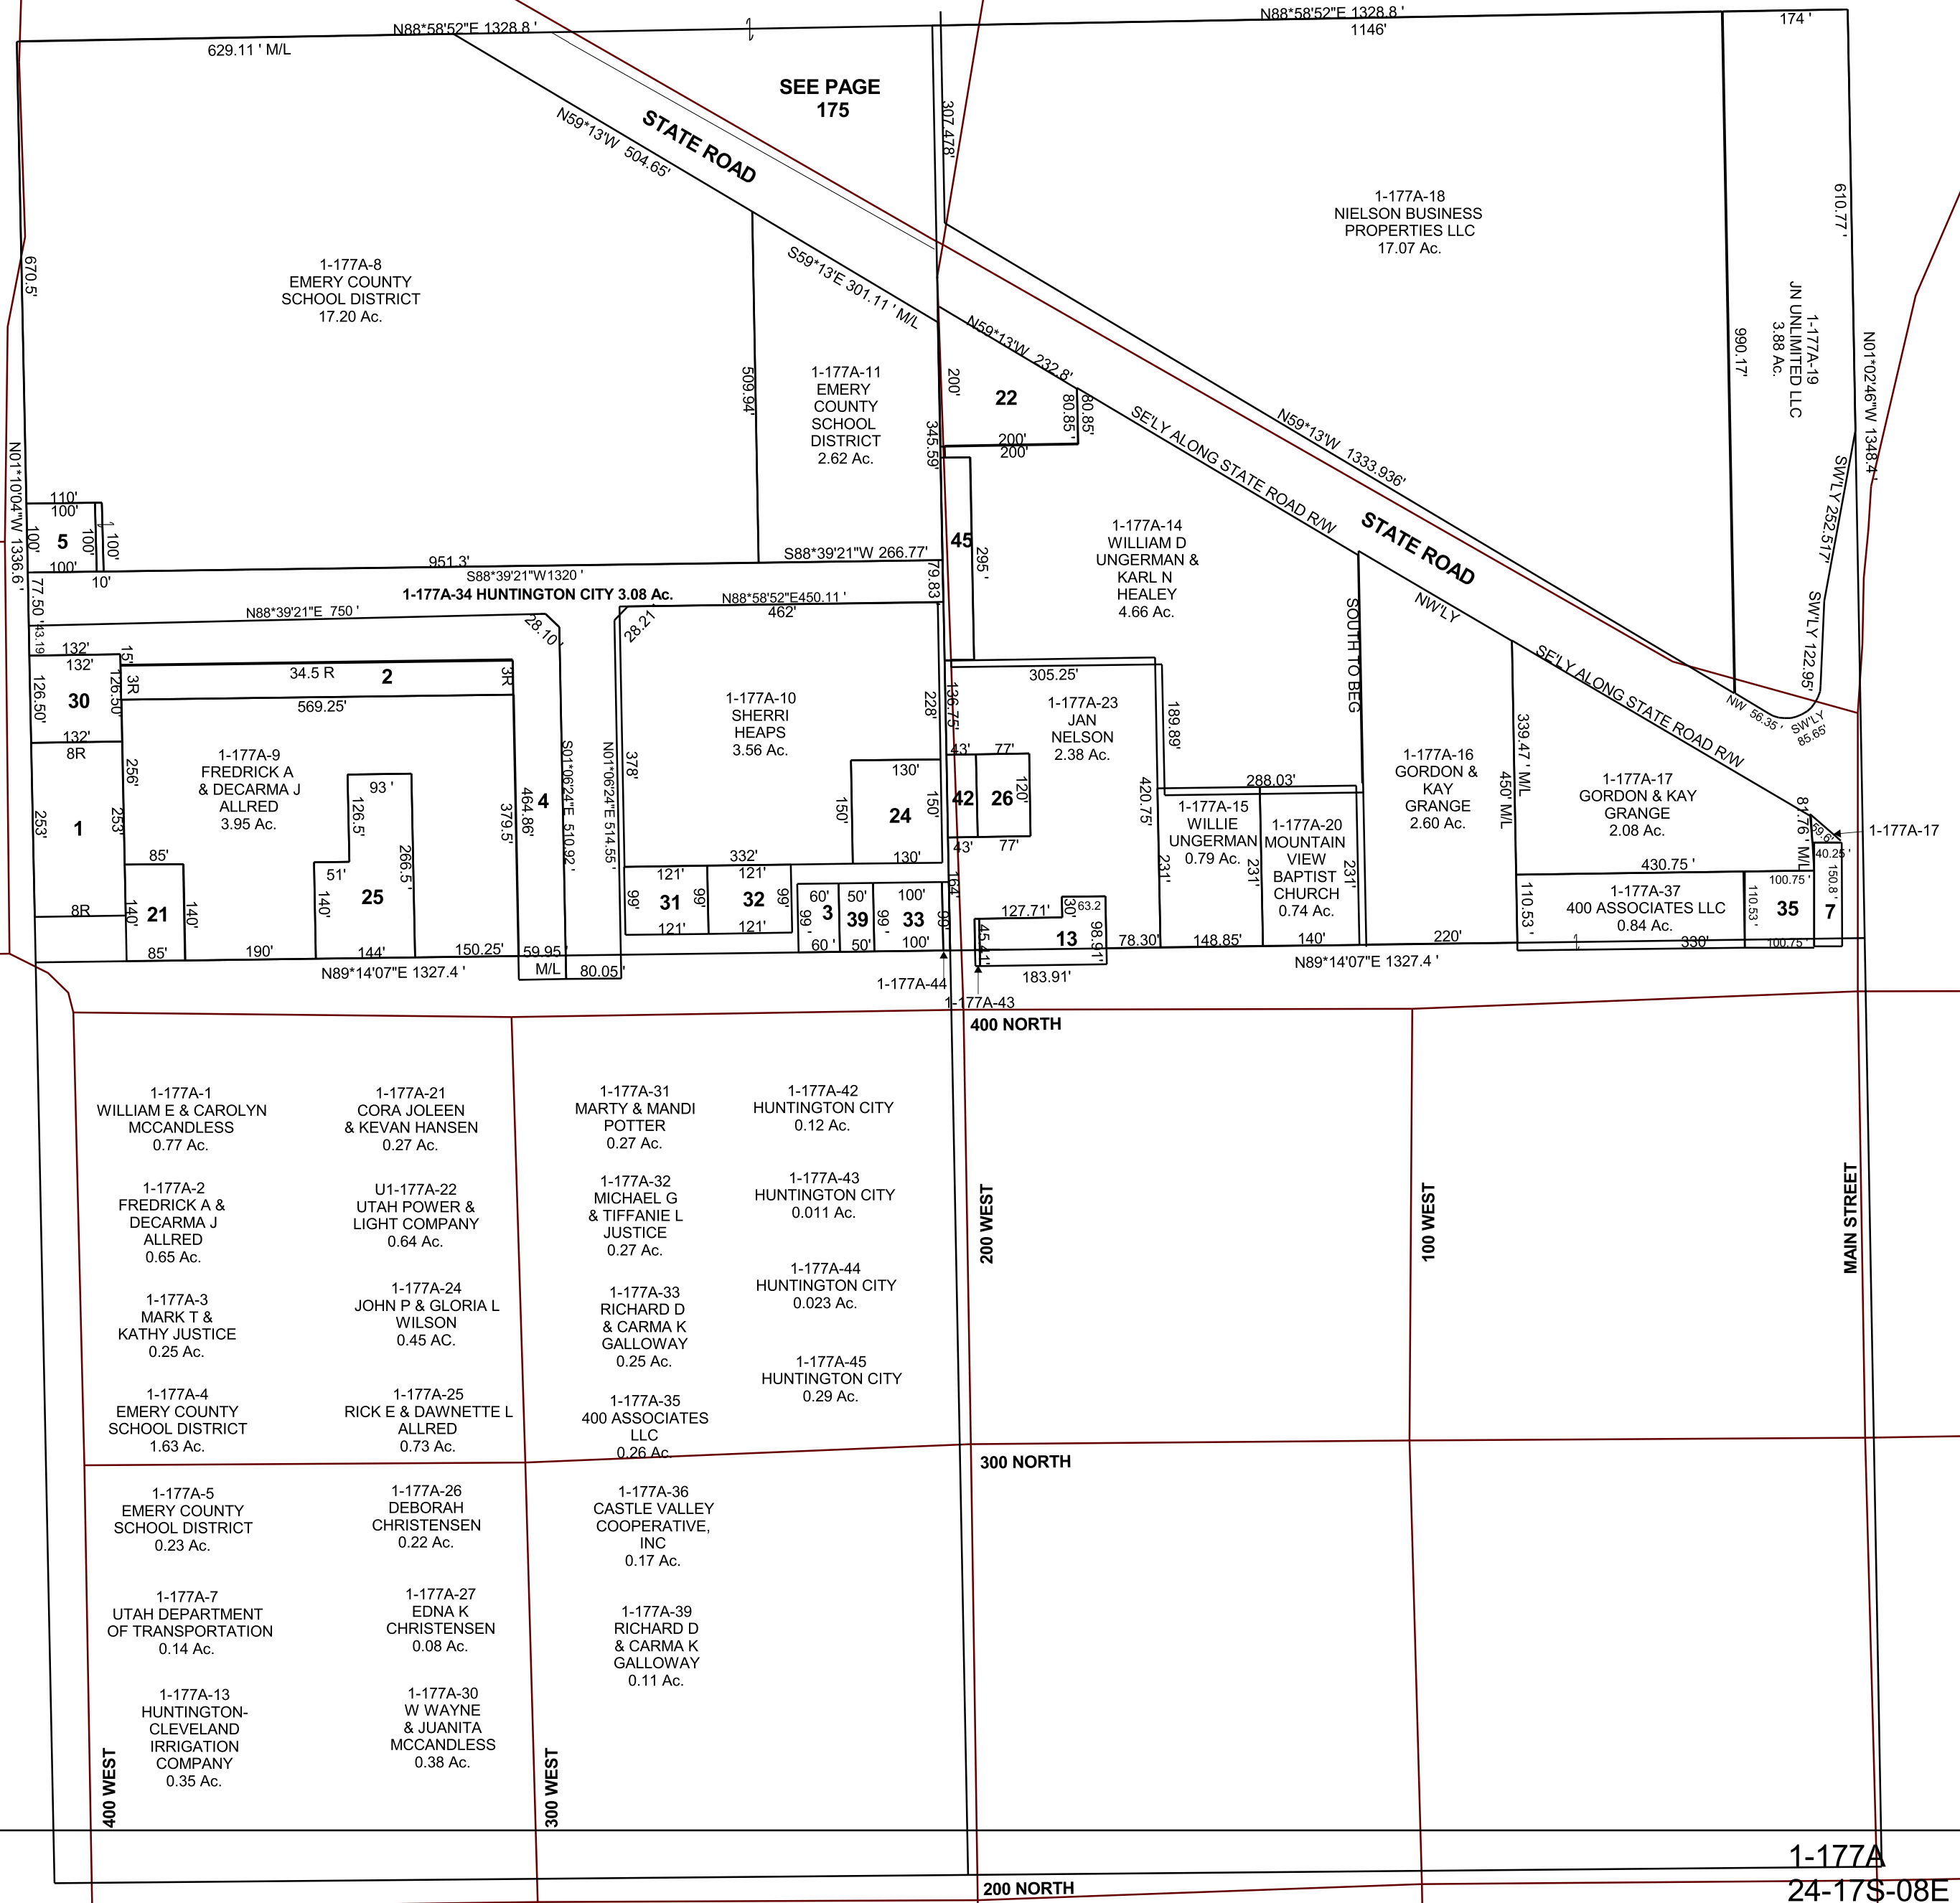 N88*58'52"E 1328.8 '
N88*58'52"E 1328.8 '
1146'
174 '
629.11 ' M/L
SEE PAGE
175
STATE ROAD
N59*13'W 504.65'
307.478'
1-177A-18
NIELSON BUSINESS
PROPERTIES LLC
17.07 Ac.
610.77 '
670.5'
1-177A-8
EMERY COUNTY
SCHOOL DISTRICT
17.20 Ac.
S59*13'E 301.11 ' M/L
N59*13'W 232.8'
1-177A-19
JN UNLIMITED LLC
3.88 Ac.
990.17'
N01*02'46"W 1348.4 '
509.94'
1-177A-11
EMERY
COUNTY
SCHOOL
DISTRICT
2.62 Ac.
200'
22
80.85 '
80.85'
345.59'
200'
200'
SE'LY ALONG STATE ROAD R/W
N59*13'W 1333.936'
STATE ROAD
SW'LY 252.517'
N01*10'04"W 1336.6 '
110'
100'
100'
5
100'
100'
100'
10'
951.3'
S88*39'21"W 266.77'
S88*39'21"W1320 '
1-177A-34 HUNTINGTON CITY 3.08 Ac.
45
295 '
79.83'
1-177A-14
WILLIAM D
UNGERMAN &
KARL N
HEALEY
4.66 Ac.
SOUTH TO BEG
NW'LY
SW'LY 122.95'
77.50 '
43.19
N88*39'21"E 750 '
28.10 '
28.21'
N88*58'52"E450.11 '
462'
132'
132'
15'
3R
34.5 R
2
3R
569.25'
126.50'
30
126.50'
132'
8R
1-177A-10
SHERRI
HEAPS
3.56 Ac.
228'
136.75'
305.25'
1-177A-23
JAN
NELSON
2.38 Ac.
189.89'
SE'LY ALONG STATE ROAD R/W
NW 56.35 '
SW'LY
85.65'
339.47 ' M/L
450' M/L
1-177A-9
FREDRICK A
& DECARMA J
ALLRED
3.95 Ac.
256'
253'
1
253'
93 '
126.5'
266.5 '
379.5'
464.86'
4
S01*06'24"E 510.92 '
N01*06'24"E 514.55 '
378'
130'
150'
24
150'
130'
43'
77'
42
26
120'
43'
77'
420.75'
288.03'
1-177A-15
WILLIE
UNGERMAN
0.79 Ac.
1-177A-20
MOUNTAIN
VIEW
BAPTIST
CHURCH
0.74 Ac.
231'
231'
231'
1-177A-16
GORDON &
KAY
GRANGE
2.60 Ac.
1-177A-17
GORDON & KAY
GRANGE
2.08 Ac.
81.76 ' M/L
59.6'
1-177A-17
40.25 '
430.75 '
8R
85'
140'
21
140'
85'
190'
51'
140'
25
144'
150.25'
59.95
M/L
80.05'
332'
121'
121'
99'
31
99'
32
99'
121'
121'
60'
50'
100'
99 '
3
39
99 '
33
99'
60 '
50'
100'
164'
127.71'
30'
63.2
45.41'
13
98.91'
183.91'
78.30'
148.85'
140'
220'
110.53 '
1-177A-37
400 ASSOCIATES LLC
0.84 Ac.
330'
100.75 '
110.53 '
35
100.75 '
150.8 '
7
N89*14'07"E 1327.4 '
N89*14'07"E 1327.4 '
1-177A-44
1-177A-43
400 NORTH
1-177A-1
WILLIAM E & CAROLYN
MCCANDLESS
0.77 Ac.
1-177A-2
FREDRICK A &
DECARMA J
ALLRED
0.65 Ac.
1-177A-3
MARK T &
KATHY JUSTICE
0.25 Ac.
1-177A-4
EMERY COUNTY
SCHOOL DISTRICT
1.63 Ac.
1-177A-5
EMERY COUNTY
SCHOOL DISTRICT
0.23 Ac.
1-177A-7
UTAH DEPARTMENT
OF TRANSPORTATION
0.14 Ac.
1-177A-13
HUNTINGTON-
CLEVELAND
IRRIGATION
COMPANY
0.35 Ac.
1-177A-21
CORA JOLEEN
& KEVAN HANSEN
0.27 Ac.
U1-177A-22
UTAH POWER &
LIGHT COMPANY
0.64 Ac.
1-177A-24
JOHN P & GLORIA L
WILSON
0.45 AC.
1-177A-25
RICK E & DAWNETTE L
ALLRED
0.73 Ac.
1-177A-26
DEBORAH
CHRISTENSEN
0.22 Ac.
1-177A-27
EDNA K
CHRISTENSEN
0.08 Ac.
1-177A-30
W WAYNE
& JUANITA
MCCANDLESS
0.38 Ac.
1-177A-31
MARTY & MANDI
POTTER
0.27 Ac.
1-177A-32
MICHAEL G
& TIFFANIE L
JUSTICE
0.27 Ac.
1-177A-33
RICHARD D
& CARMA K
GALLOWAY
0.25 Ac.
1-177A-35
400 ASSOCIATES
LLC
0.26 Ac.
1-177A-36
CASTLE VALLEY
COOPERATIVE,
INC
0.17 Ac.
1-177A-39
RICHARD D
& CARMA K
GALLOWAY
0.11 Ac.
1-177A-42
HUNTINGTON CITY
0.12 Ac.
1-177A-43
HUNTINGTON CITY
0.011 Ac.
1-177A-44
HUNTINGTON CITY
0.023 Ac.
1-177A-45
HUNTINGTON CITY
0.29 Ac.
200 WEST
100 WEST
MAIN STREET
300 NORTH
400 WEST
300 WEST
200 NORTH
1-177A
24-17S-08E